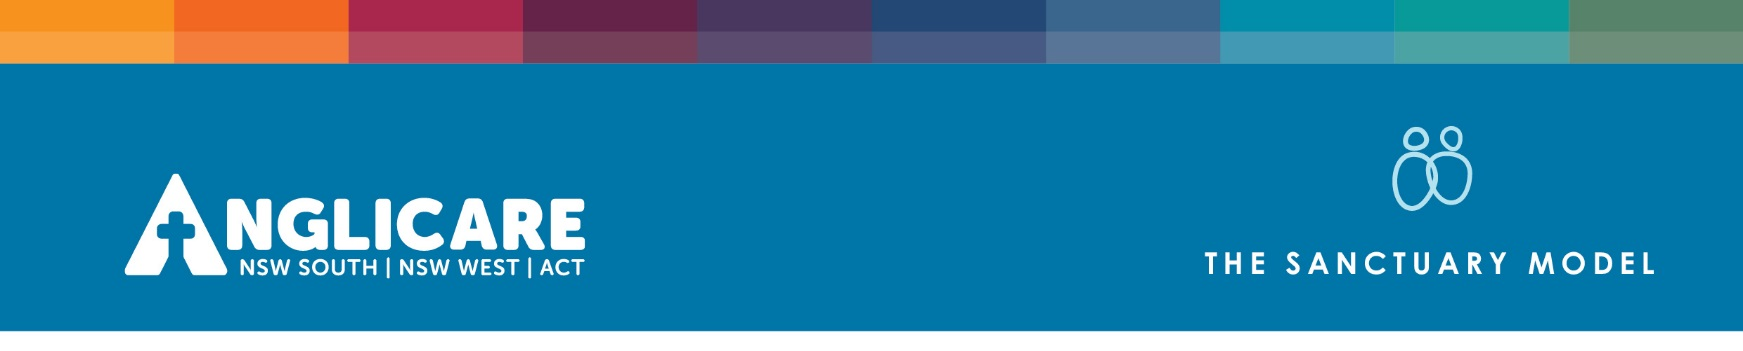 ANGLICARE
NSW SOUTH | NSW WEST | ACT
THE SANCTUARY MODEL